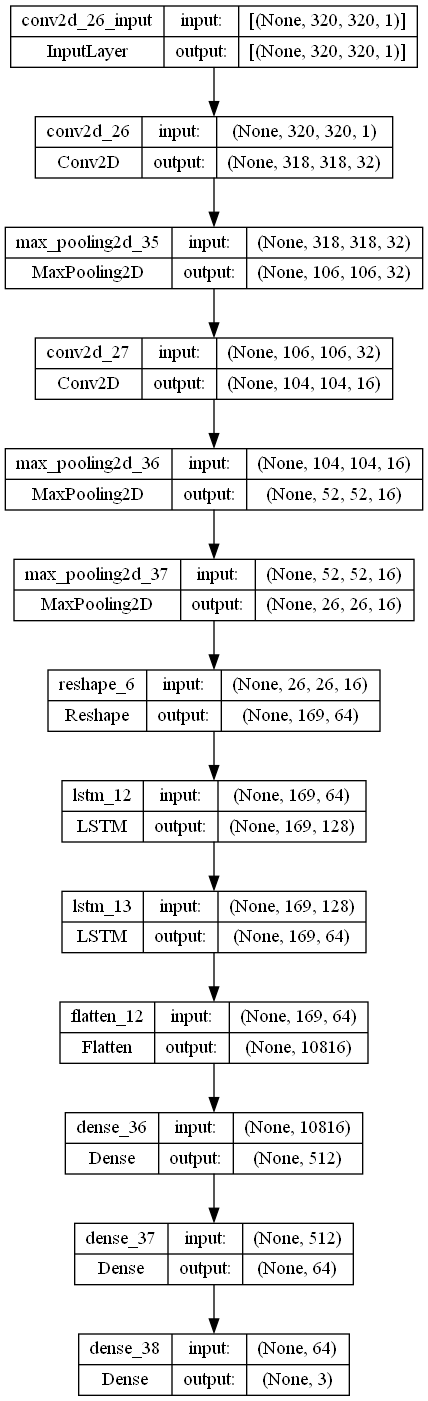 conv2d_26_input input: [(None, 320, 320, 1)]
InputLayer output: [(None, 320, 320, 1)]
conv2d_26 input: (None, 320, 320, 1)
Conv2D output: (None, 318, 318, 32)
max_pooling2d_35 input: (None, 318, 318, 32)
MaxPooling2D output: (None, 106, 106, 32)
conv2d_27 input: (None, 106, 106, 32)
Conv2D output: (None, 104, 104, 16)
max_pooling2d_36 input: (None, 104, 104, 16)
MaxPooling2D output: (None, 52, 52, 16)
max_pooling2d_37 input: (None, 52, 52, 16)
MaxPooling2D output: (None, 26, 26, 16)
reshape_6 input: (None, 26, 26, 16)
Reshape output: (None, 169, 64)
lstm_12 input: (None, 169, 64)
LSTM output: (None, 169, 128)
lstm_13 input: (None, 169, 128)
LSTM output: (None, 169, 64)
flatten_12 input: (None, 169, 64)
Flatten output: (None, 10816)
dense_36 input: (None, 10816)
Dense output: (None, 512)
dense_37 input: (None, 512)
Dense output: (None, 64)
dense_38 input: (None, 64)
Dense output: (None, 3)